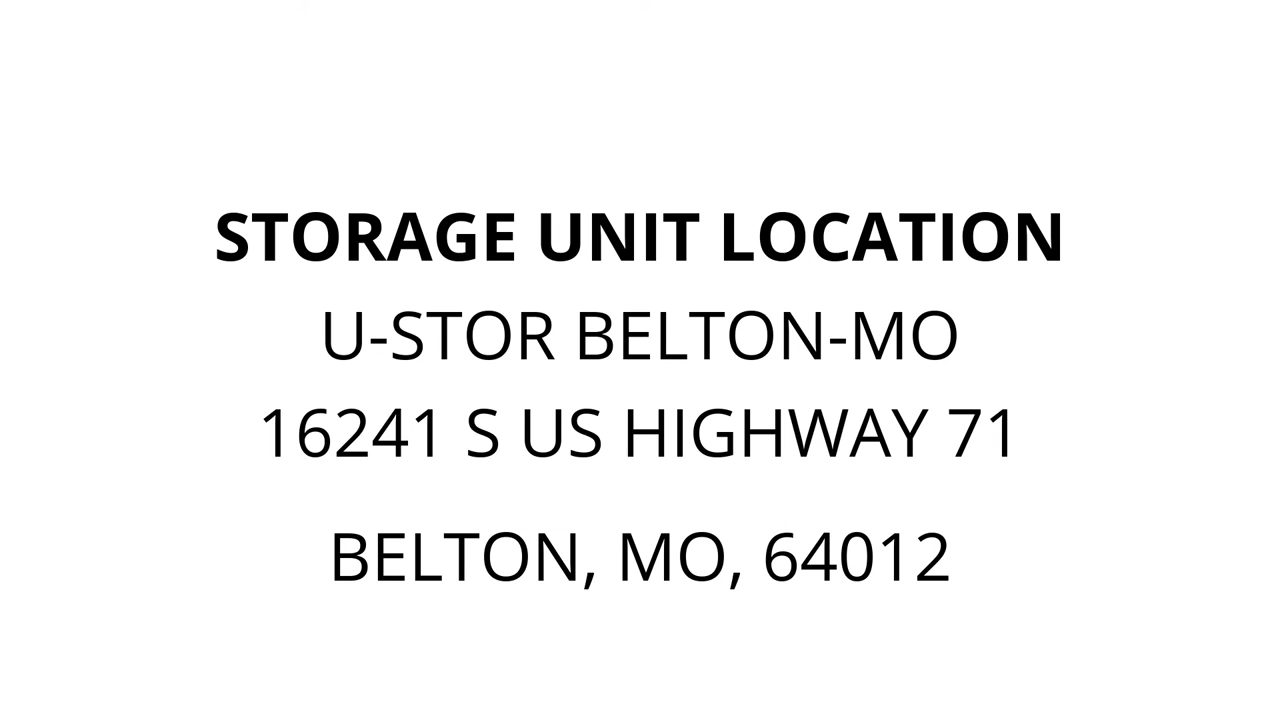 STORAGE UNIT LOCATION
U-STOR BELTON-MO
16241 S US HIGHWAY 71
BELTON, MO, 64012